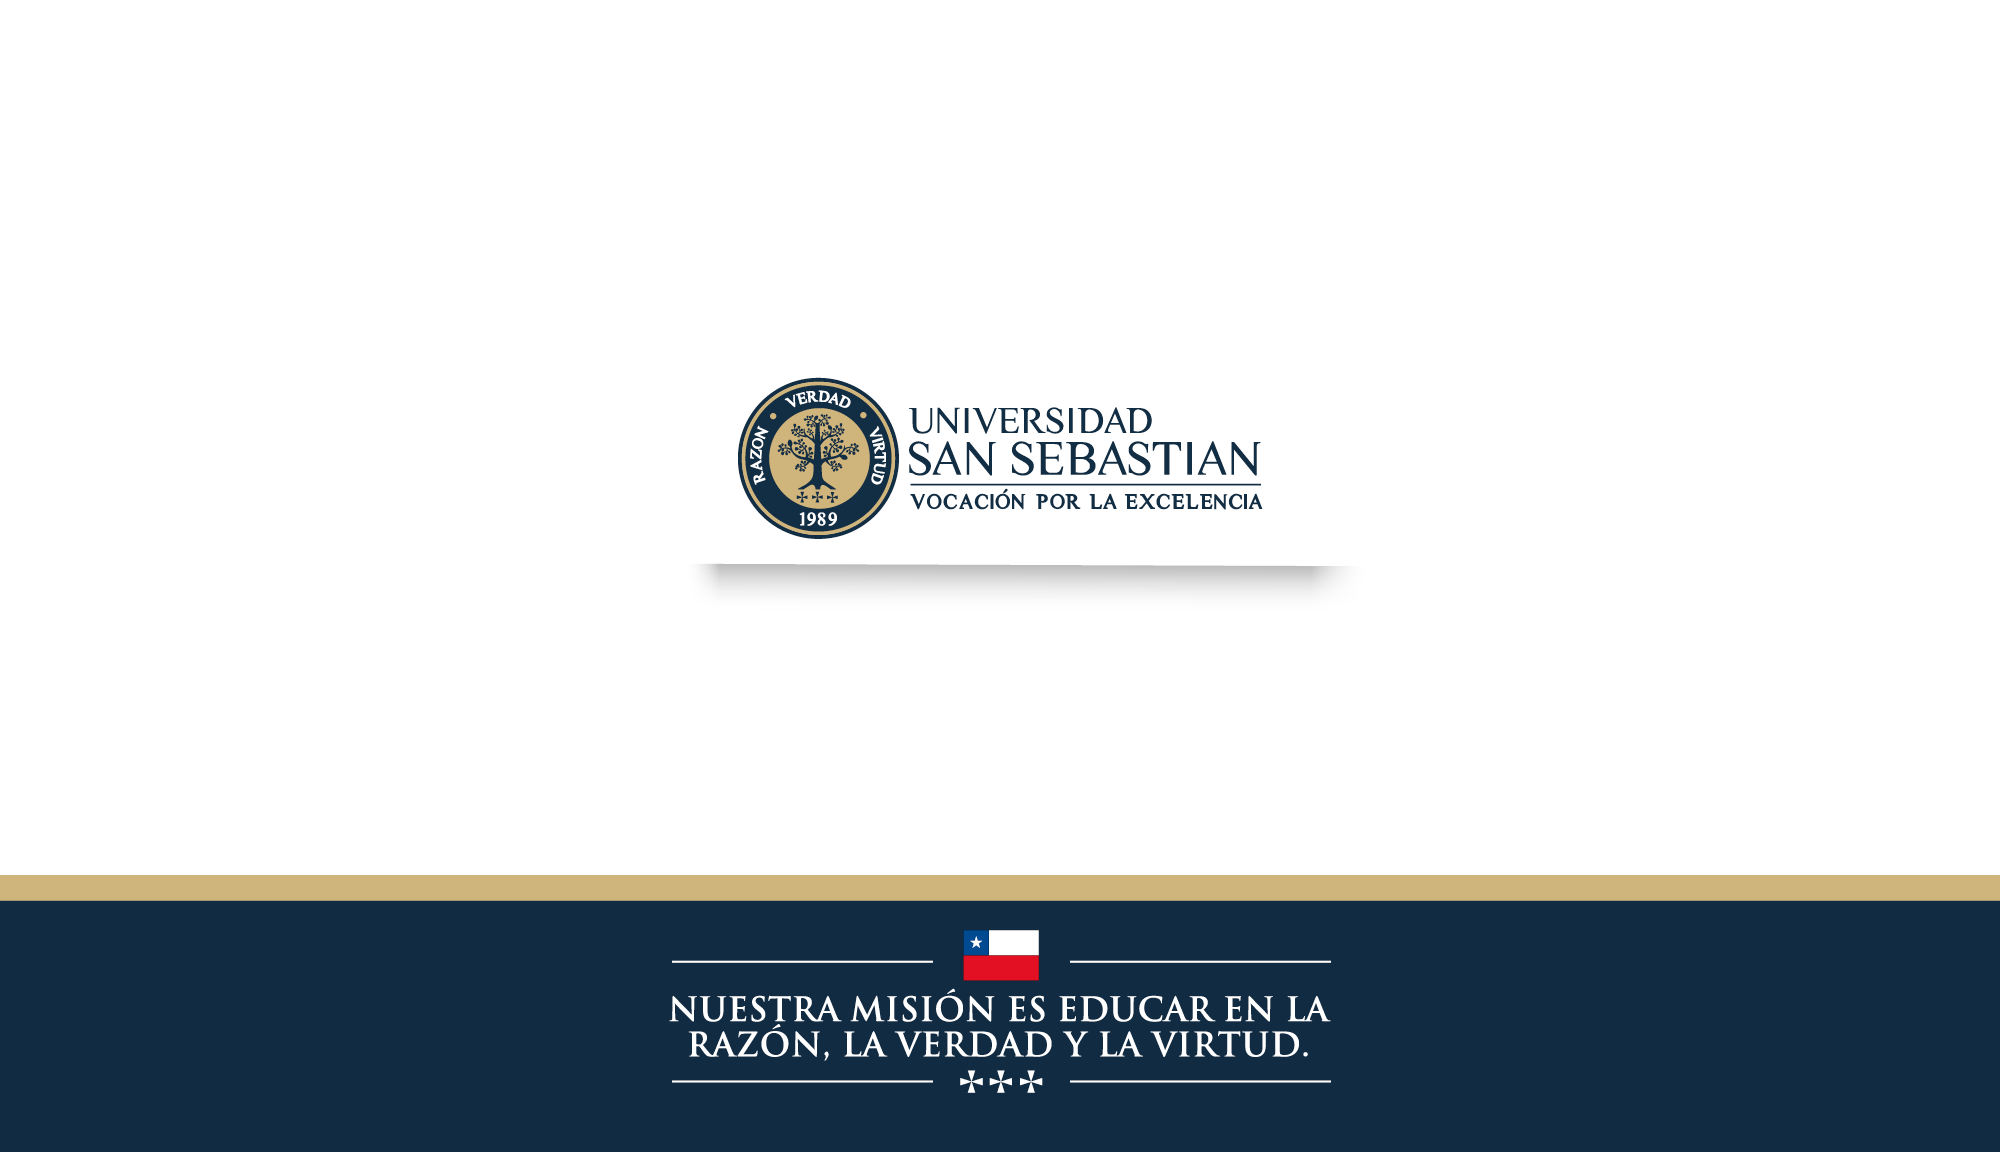 RAZON • VERDAD • VIRTUD
1989
UNIVERSIDAD
SAN SEBASTIAN
VOCACIÓN POR LA EXCELENCIA
NUESTRA MISIÓN ES EDUCAR EN LA
RAZÓN, LA VERDAD Y LA VIRTUD.